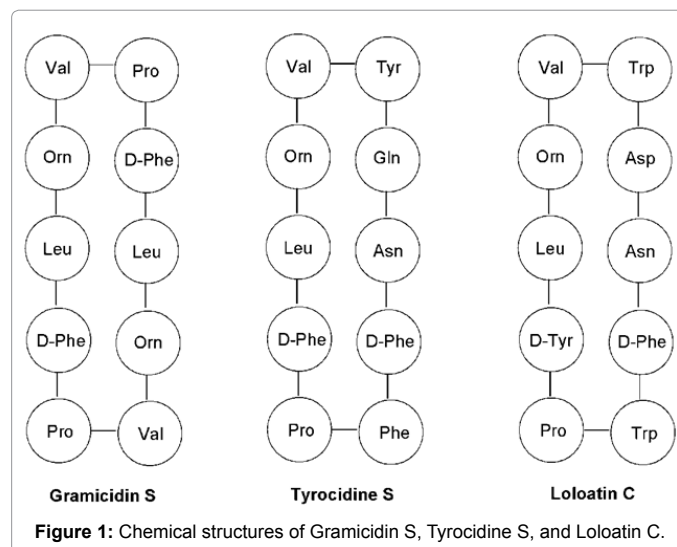 Val Pro Val Tyr Val Trp
Orn D-Phe Orn Gln Orn Asp
Leu Leu Leu Asn Leu Asn
D-Phe Orn D-Phe D-Phe D-Tyr D-Phe
Pro Val Pro Phe Pro Trp
Gramicidin S Tyrocidine S Loloatin C
Figure 1: Chemical structures of Gramicidin S, Tyrocidine S, and Loloatin C.